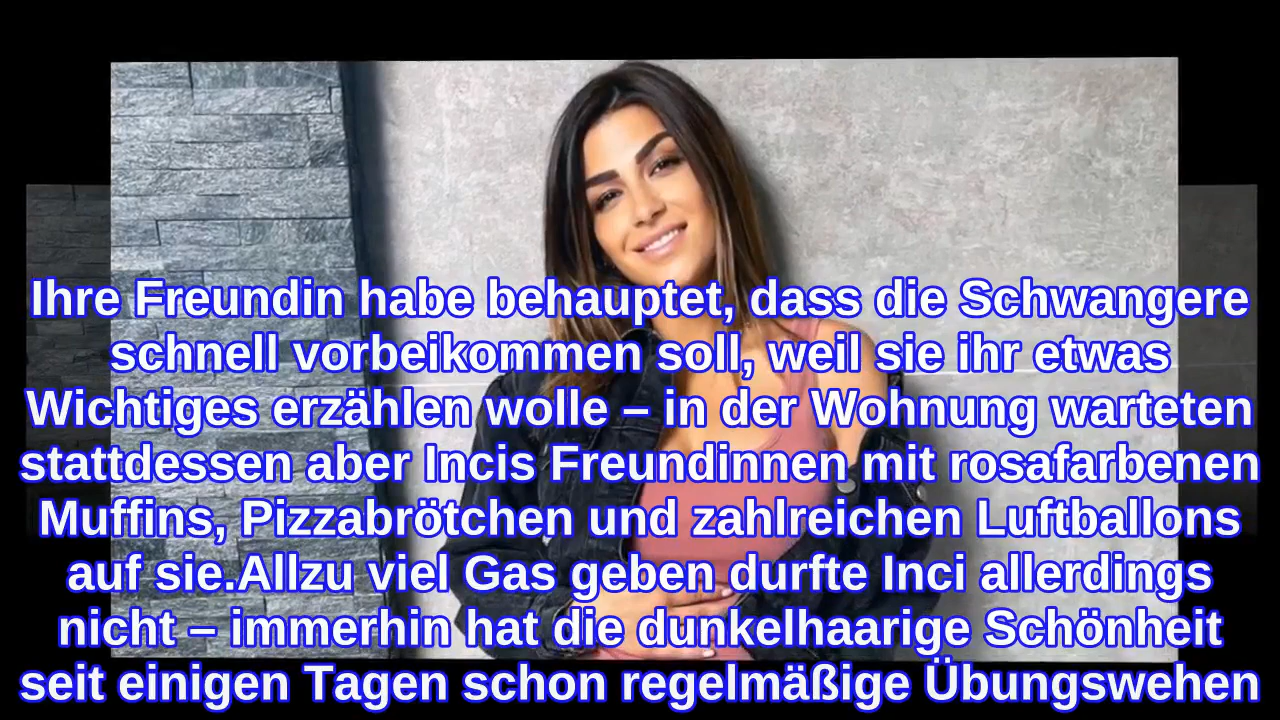 Ihre Freundin habe behauptet, dass die Schwangere
schnell vorbeikommen soll, weil sie ihr etwas
Wichtiges erzählen wolle – in der Wohnung warteten
stattdessen aber Incis Freundinnen mit rosafarbenen
Muffins, Pizzabrötchen und zahlreichen Luftballons
auf sie.Allzu viel Gas geben durfte Inci allerdings
nicht – immerhin hat die dunkelhaarige Schönheit
seit einigen Tagen schon regelmäßige Übungswehen